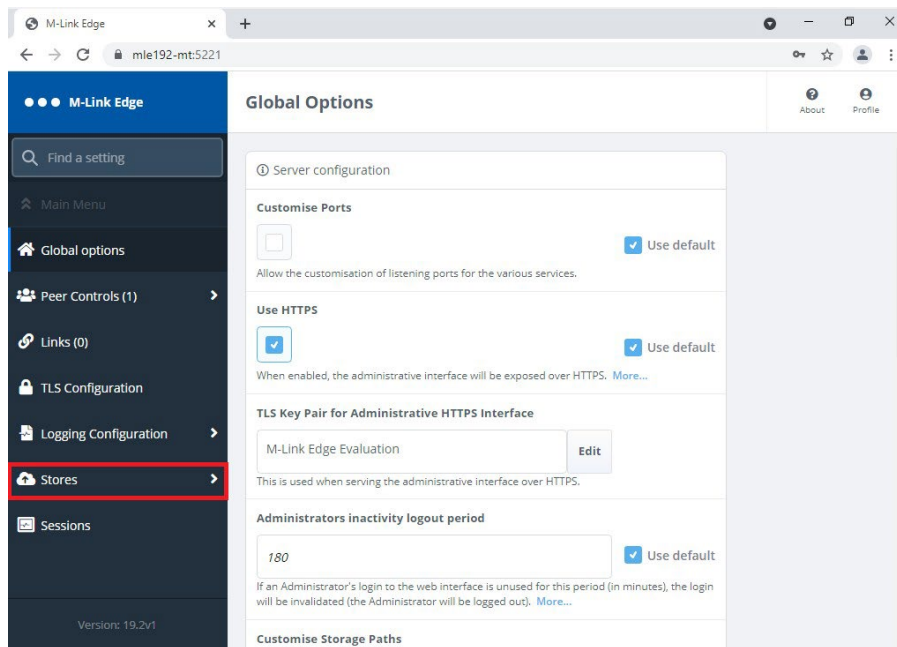 M-Link Edge
mle192-mt:5221
M-Link Edge
Global Options
About
Profile
Find a setting
Main Menu
Global options
Peer Controls (1)
Links (0)
TLS Configuration
Logging Configuration
Stores
Sessions
Version: 19.2v1
Server configuration
Customise Ports
Use default
Allow the customisation of listening ports for the various services.
Use HTTPS
Use default
When enabled, the administrative interface will be exposed over HTTPS. More...
TLS Key Pair for Administrative HTTPS Interface
M-Link Edge Evaluation
Edit
This is used when serving the administrative interface over HTTPS.
Administrators inactivity logout period
180
Use default
If an Administrator's login to the web interface is unused for this period (in minutes), the login
will be invalidated (the Administrator will be logged out). More...
Customise Storage Paths